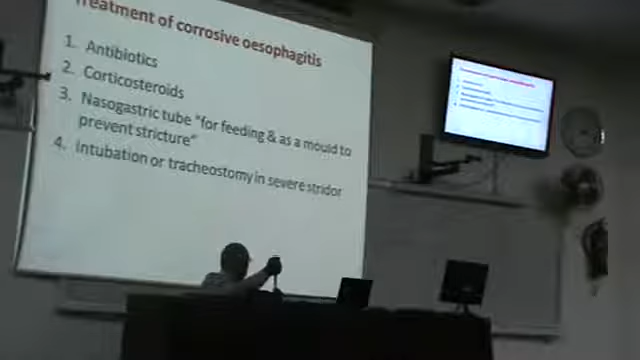 Treatment of corrosive oesophagitis
1. Antibiotics
2. Corticosteroids
3. Nasogastric tube "for feeding & as a mould to
prevent stricture"
4. Intubation or tracheostomy in severe stridor